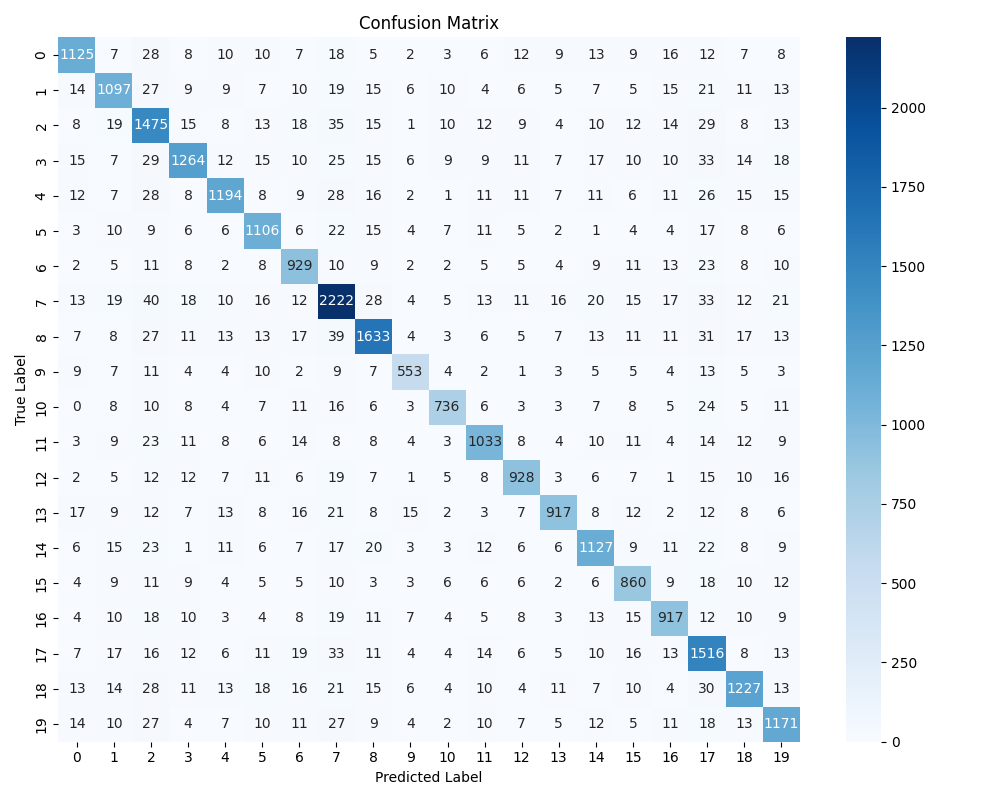 Confusion Matrix
0 1125 7 28 8 10 10 7 18 5 2 3 6 12 9 13 9 16 12 7 8
1 14 1097 27 9 9 7 10 19 15 6 10 4 6 5 7 5 15 21 11 13
2 8 19 1475 15 8 13 18 35 15 1 10 12 9 4 10 12 14 29 8 13
3 15 7 29 1264 12 15 10 25 15 6 9 9 11 7 17 10 10 33 14 18
4 12 7 28 8 1194 8 9 28 16 2 1 11 11 7 11 6 11 26 15 15
5 3 10 9 6 6 1106 6 22 15 4 7 11 5 2 1 4 4 17 8 6
6 2 5 11 8 2 8 929 10 9 2 2 5 5 4 9 11 13 23 8 10
7 13 19 40 18 10 16 12 2222 28 4 5 13 11 16 20 15 17 33 12 21
8 7 8 27 11 13 13 17 39 1633 4 3 6 5 7 13 11 11 31 17 13
9 9 7 11 4 4 10 2 9 7 553 4 2 1 3 5 5 4 13 5 3
10 0 8 10 8 4 7 11 16 6 3 736 6 3 3 7 8 5 24 5 11
11 3 9 23 11 8 6 14 8 8 4 3 1033 8 4 10 11 4 14 12 9
12 2 5 12 12 7 11 6 19 7 1 5 8 928 3 6 7 1 15 10 16
13 17 9 12 7 13 8 16 21 8 15 2 3 7 917 8 12 2 12 8 6
14 6 15 23 1 11 6 7 17 20 3 3 12 6 6 1127 9 11 22 8 9
15 4 9 11 9 4 5 5 10 3 3 6 6 6 2 6 860 9 18 10 12
16 4 10 18 10 3 4 8 19 11 7 4 5 8 3 13 15 917 12 10 9
17 7 17 16 12 6 11 19 33 11 4 4 14 6 5 10 16 13 1516 8 13
18 13 14 28 11 13 18 16 21 15 6 4 10 4 11 7 10 4 30 1227 13
19 14 10 27 4 7 10 11 27 9 4 2 10 7 5 12 5 11 18 13 1171
0 1 2 3 4 5 6 7 8 9 10 11 12 13 14 15 16 17 18 19
Predicted Label
True Label
2000
1750
1500
1250
1000
750
500
250
0